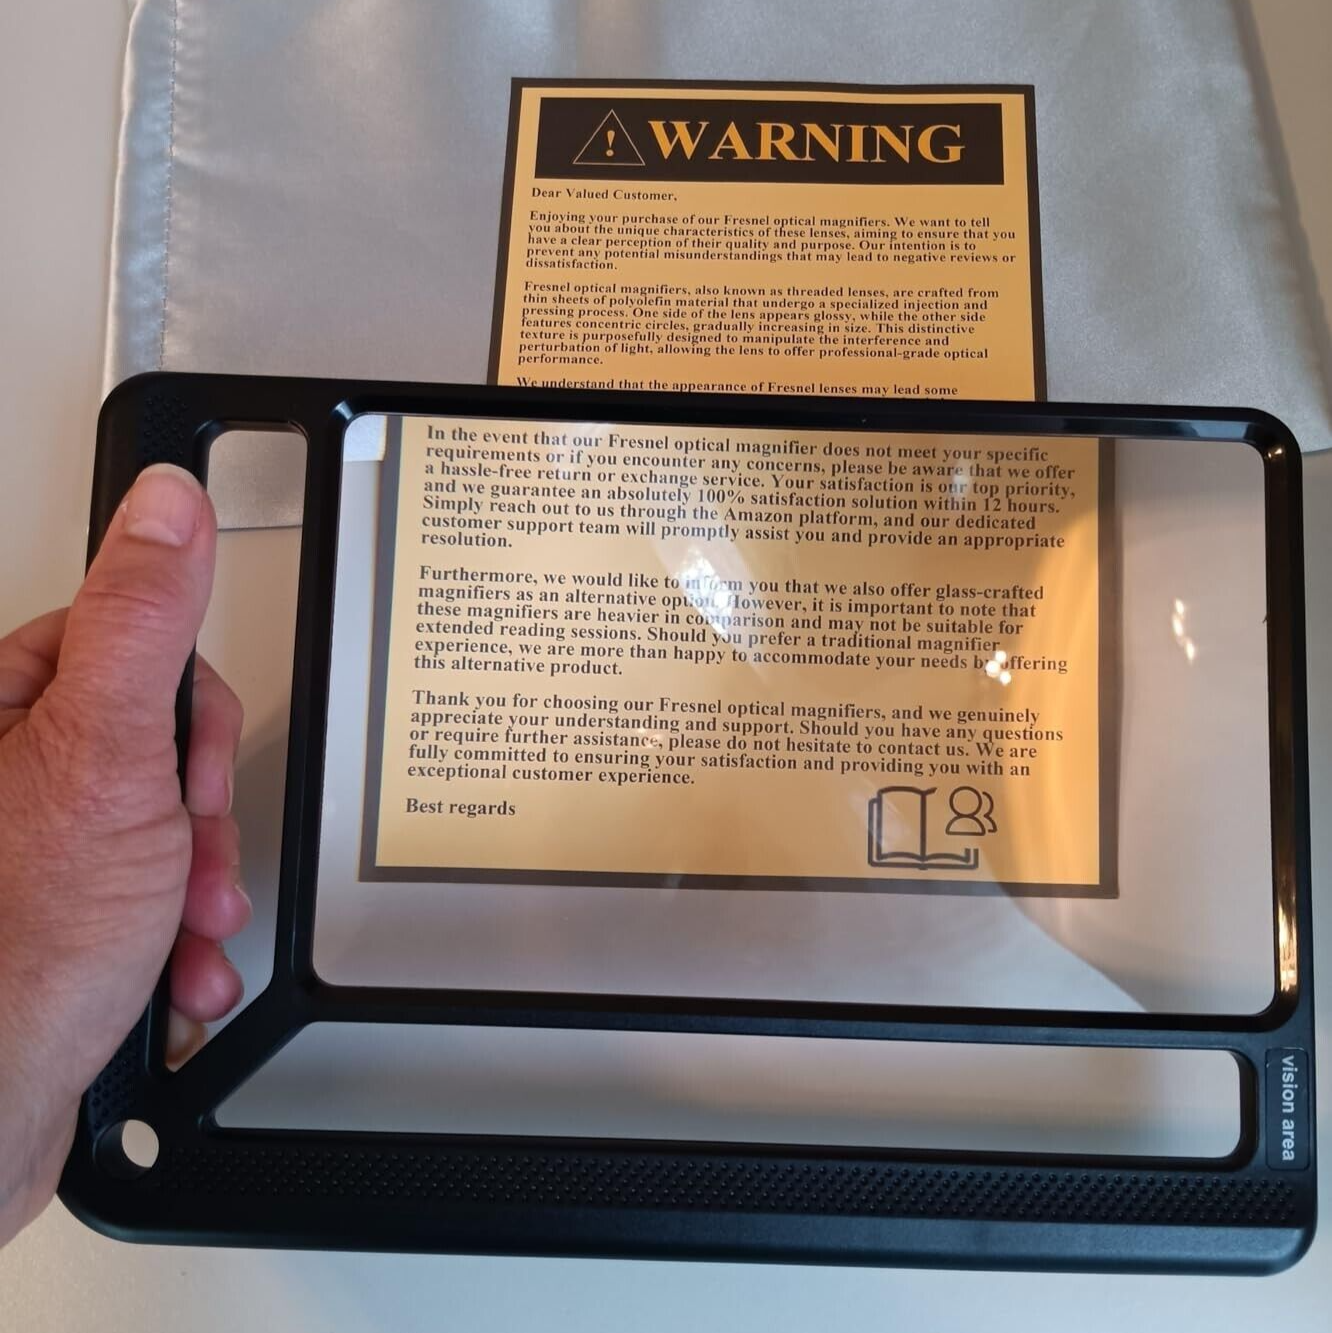 WARNING
Dear Valued Customer,
Enjoying your purchase of our Fresnel optical magnifiers. We want to tell
you about the unique characteristics of these lenses, aiming to ensure that you
have a clear perception of their quality and purpose. Our intention is to
prevent any potential misunderstandings that may lead to negative reviews or
dissatisfaction.
Fresnel optical magnifiers, also known as threaded lenses, are crafted from
thin sheets of polyolefin material that undergo a specialized injection and
pressing process. One side of the lens appears glossy, while the other side
features concentric circles, gradually increasing in size. This distinctive
texture is purposefully designed to manipulate the interference and
perturbation of light, allowing the lens to offer professional-grade optical
performance.
We understand that the appearance of Fresnel lenses may lead some
In the event that our Fresnel optical magnifier does not meet your specific
requirements or if you encounter any concerns, please be aware that we offer
a hassle-free return or exchange service. Your satisfaction is our top priority,
and we guarantee an absolutely 100% satisfaction solution within 12 hours.
Simply reach out to us through the Amazon platform, and our dedicated
customer support team will promptly assist you and provide an appropriate
resolution.
Furthermore, we would like to inform you that we also offer glass-crafted
magnifiers as an alternative option. However, it is important to note that
these magnifiers are heavier in comparison and may not be suitable for
extended reading sessions. Should you prefer a traditional magnifier
experience, we are more than happy to accommodate your needs by offering
this alternative product.
Thank you for choosing our Fresnel optical magnifiers, and we genuinely
appreciate your understanding and support. Should you have any questions
or require further assistance, please do not hesitate to contact us. We are
fully committed to ensuring your satisfaction and providing you with an
exceptional customer experience.
Best regards
vision area